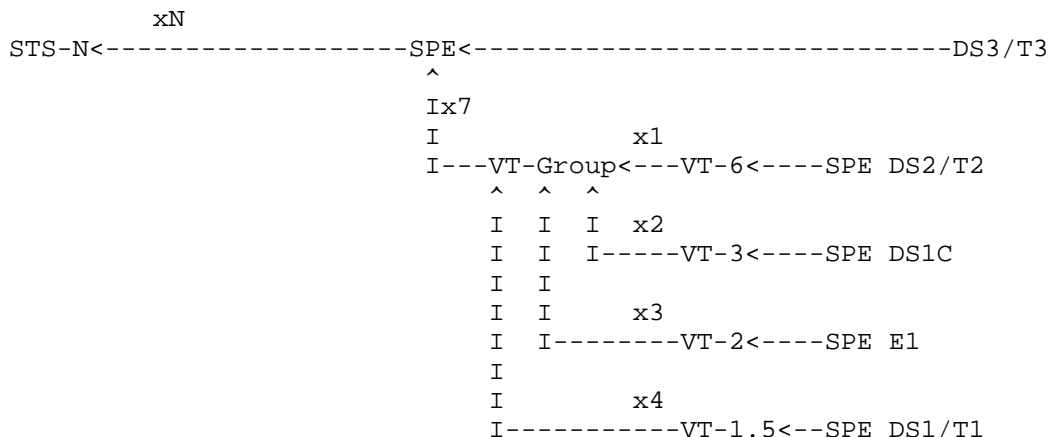 xN
STS-N<-------------------SPE<------------------------------DS3/T3
^
Ix7
I x1
I---VT-Group<---VT-6<----SPE DS2/T2
^ ^ ^
I I I x2
I I I-----VT-3<----SPE DS1C
I I
I I x3
I I--------VT-2<----SPE E1
I
I x4
I-----------VT-1.5<--SPE DS1/T1